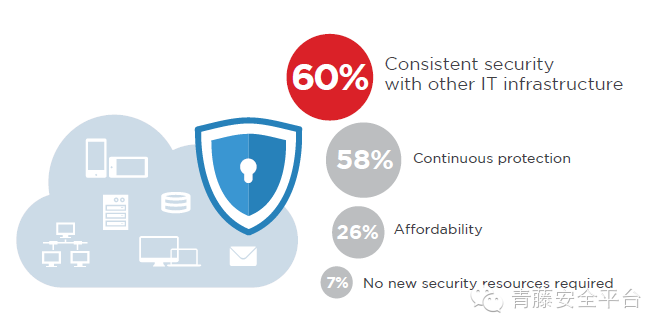 60%
Consistent security
with other IT infrastructure
58%
Continuous protection
26%
Affordability
7%
No new security resources required
青藤安全平台